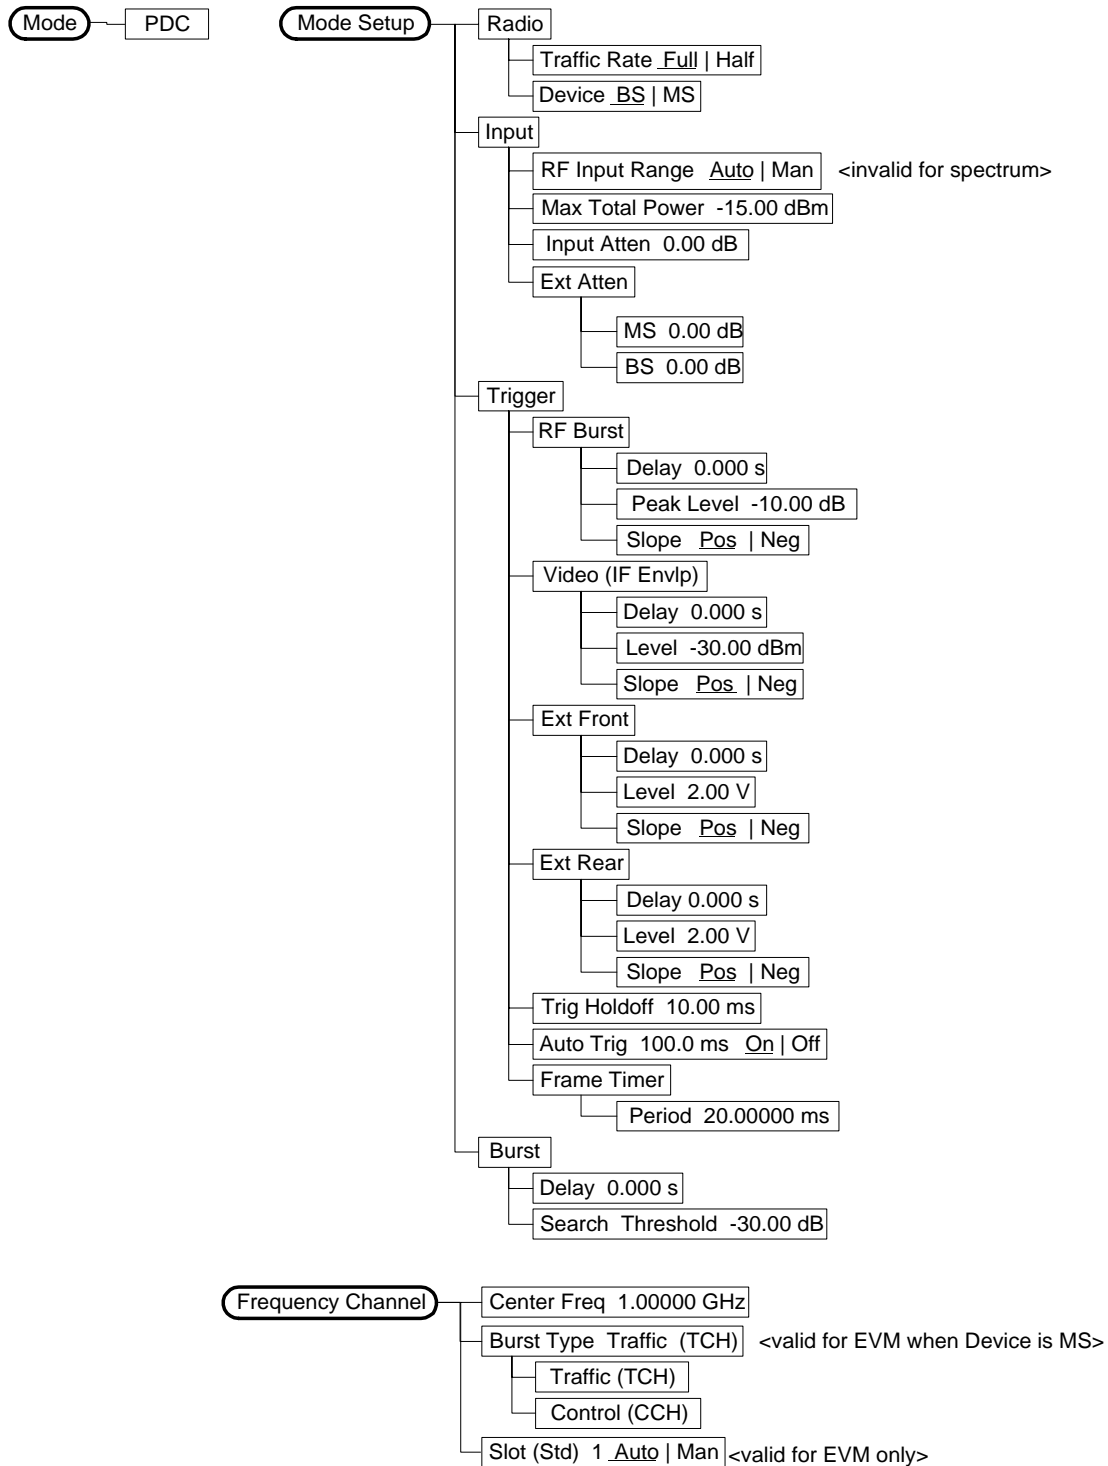 Mode
PDC
Mode Setup
Radio
Traffic Rate Full | Half
Device BS | MS
Input
RF Input Range Auto | Man <invalid for spectrum>
Max Total Power -15.00 dBm
Input Atten 0.00 dB
Ext Atten
MS 0.00 dB
BS 0.00 dB
Trigger
RF Burst
Delay 0.000 s
Peak Level -10.00 dB
Slope Pos | Neg
Video (IF Envlp)
Delay 0.000 s
Level -30.00 dBm
Slope Pos | Neg
Ext Front
Delay 0.000 s
Level 2.00 V
Slope Pos | Neg
Ext Rear
Delay 0.000 s
Level 2.00 V
Slope Pos | Neg
Trig Holdoff 10.00 ms
Auto Trig 100.0 ms On | Off
Frame Timer
Period 20.00000 ms
Burst
Delay 0.000 s
Search Threshold -30.00 dB
Frequency Channel
Center Freq 1.00000 GHz
Burst Type Traffic (TCH) <valid for EVM when Device is MS>
Traffic (TCH)
Control (CCH)
Slot (Std) 1 Auto | Man <valid for EVM only>